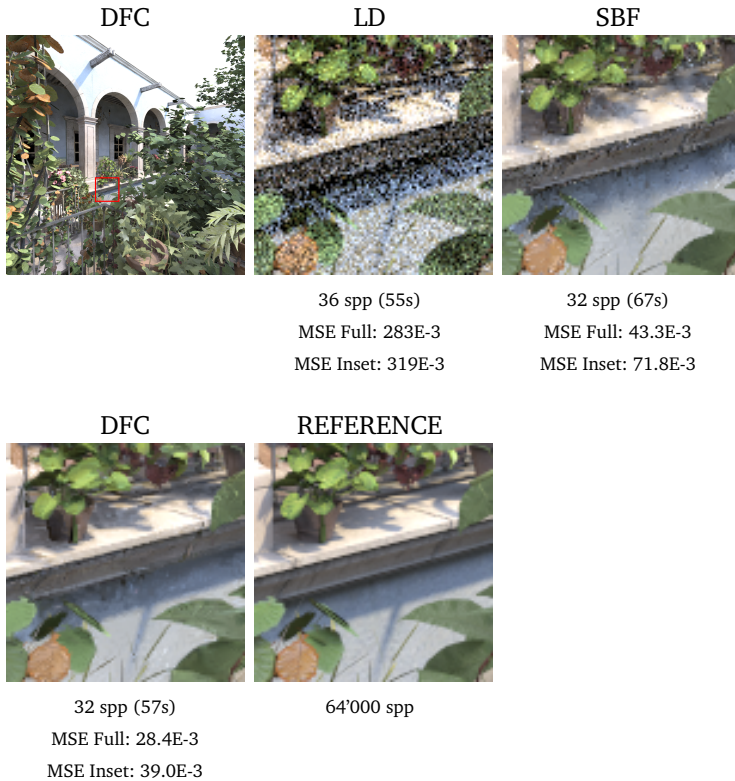 DFC
LD
SBF
36 spp (55s)
MSE Full: 283E-3
MSE Inset: 319E-3
32 spp (67s)
MSE Full: 43.3E-3
MSE Inset: 71.8E-3
DFC
REFERENCE
32 spp (57s)
MSE Full: 28.4E-3
MSE Inset: 39.0E-3
64'000 spp